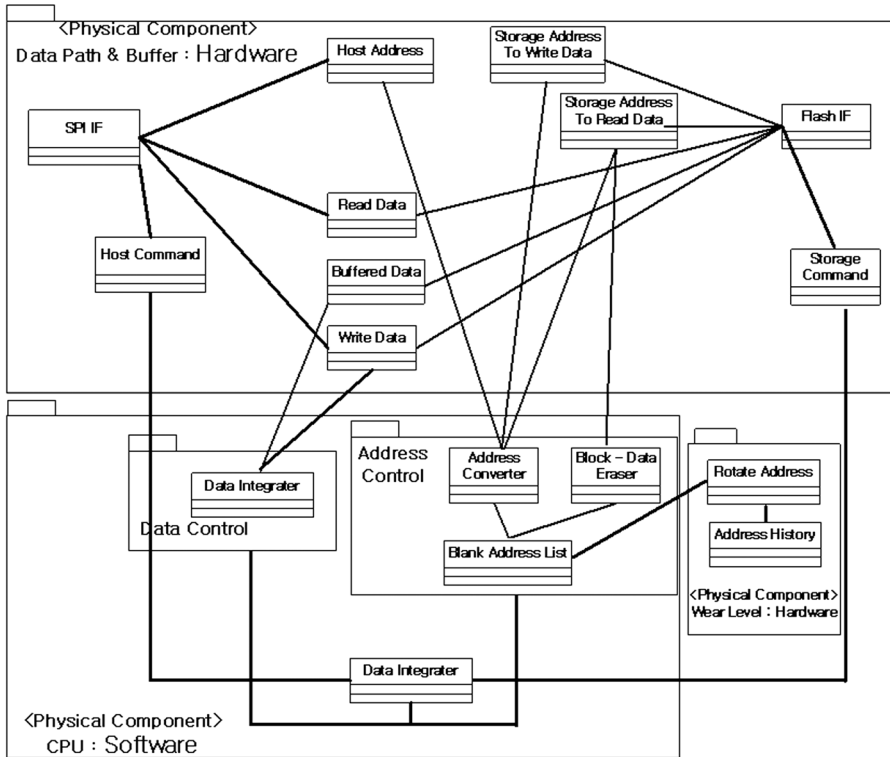 <Physical Component>
Data Path & Buffer : Hardware
Host Address
Storage Address
To Write Data
Storage Address
To Read Data
SPI IF
Flash IF
Read Data
Host Command
Buffered Data
Storage
Command
Write Data
Address
Control
Address
Converter
Block - Data
Eraser
Rotate Address
Data Integrater
Data Control
Address History
Blank Address List
<Physical Component>
Wear Level : Hardware
Data Integrater
<Physical Component>
CPU : Software